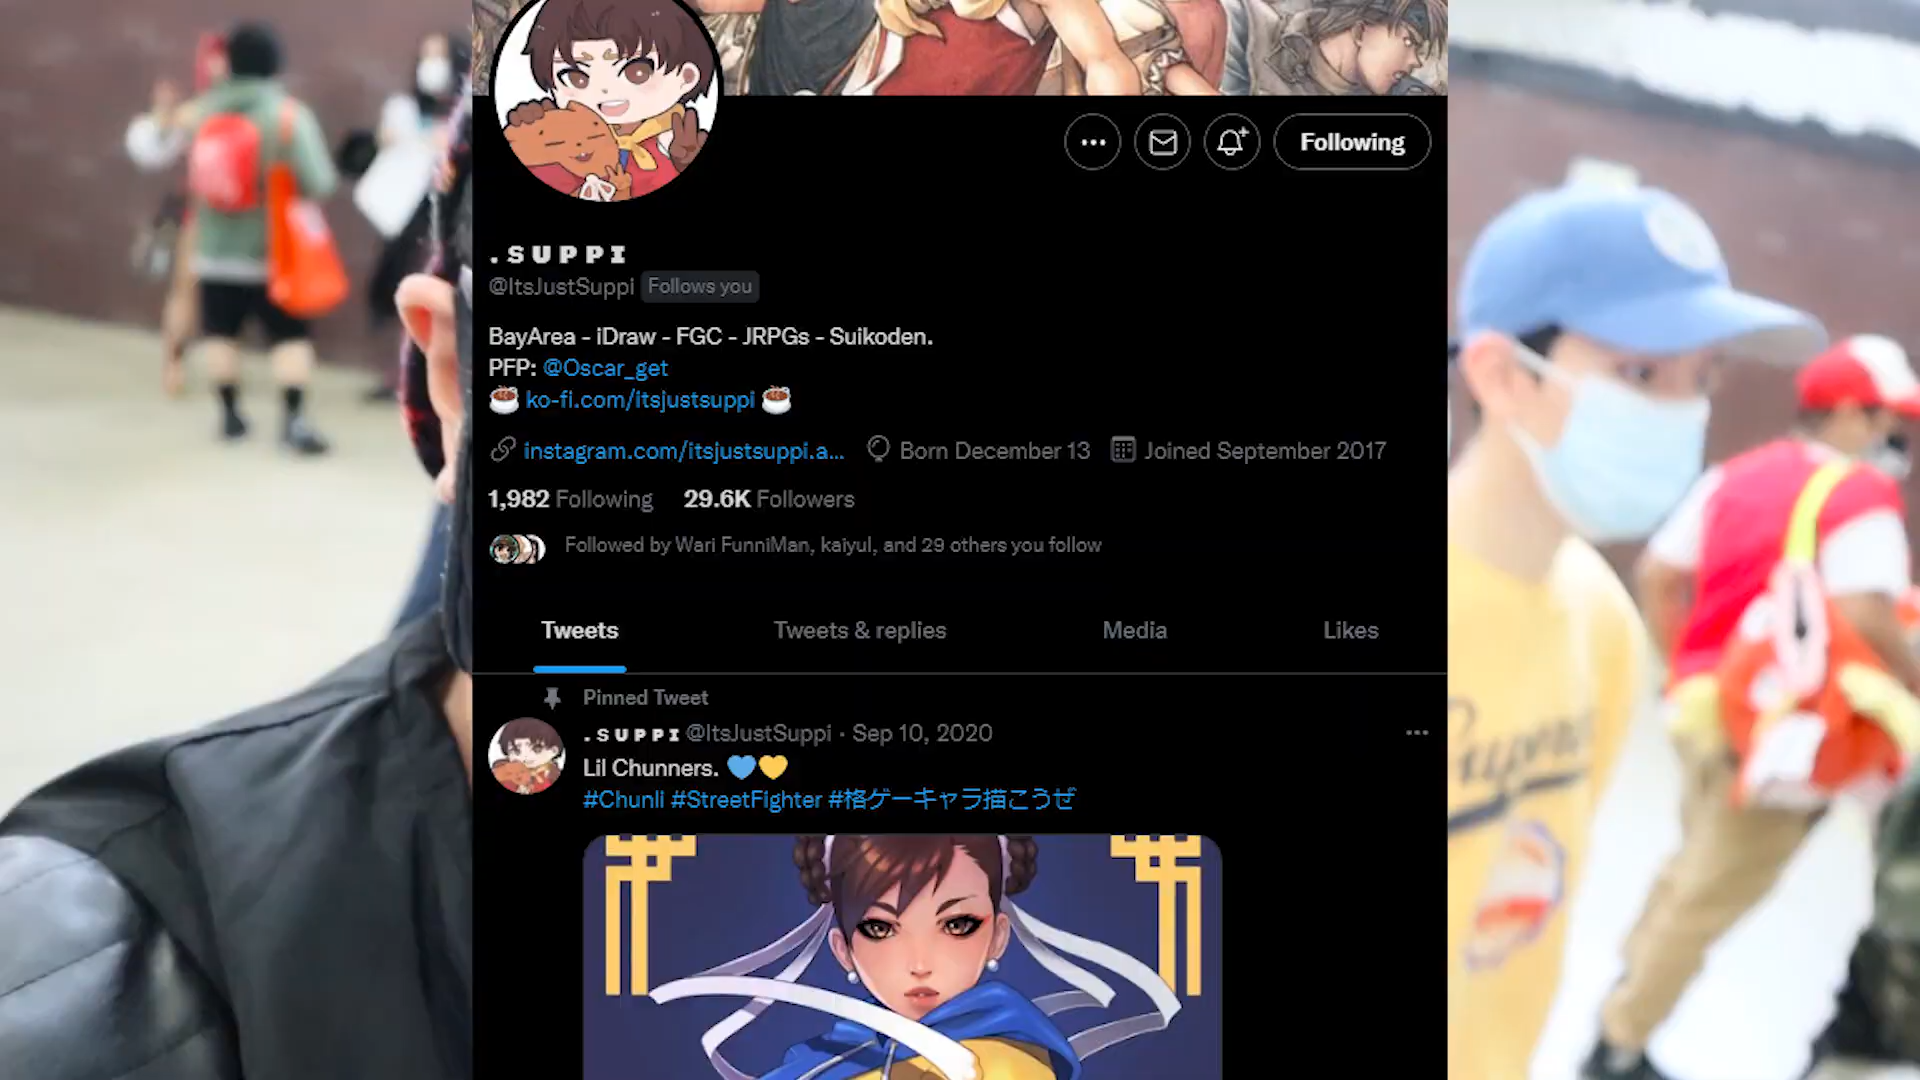 Following
.SUPPI
@ItsJustSuppi Follows you
BayArea - iDraw - FGC - JRPGs - Suikoden.
PFP: @Oscar_get
☕ ko-fi.com/itsjustsuppi ☕
instagram.com/itsjustsuppi.a... Born December 13 Joined September 2017
1,982 Following 29.6K Followers
Followed by Wari FunniMan, kaiyul, and 29 others you follow
Tweets Tweets & replies Media Likes
Pinned Tweet
.SUPPI @ItsJustSuppi · Sep 10, 2020
Lil Chunners. 💙💛
#Chunli #StreetFighter #格ゲーキャラ描こうぜ